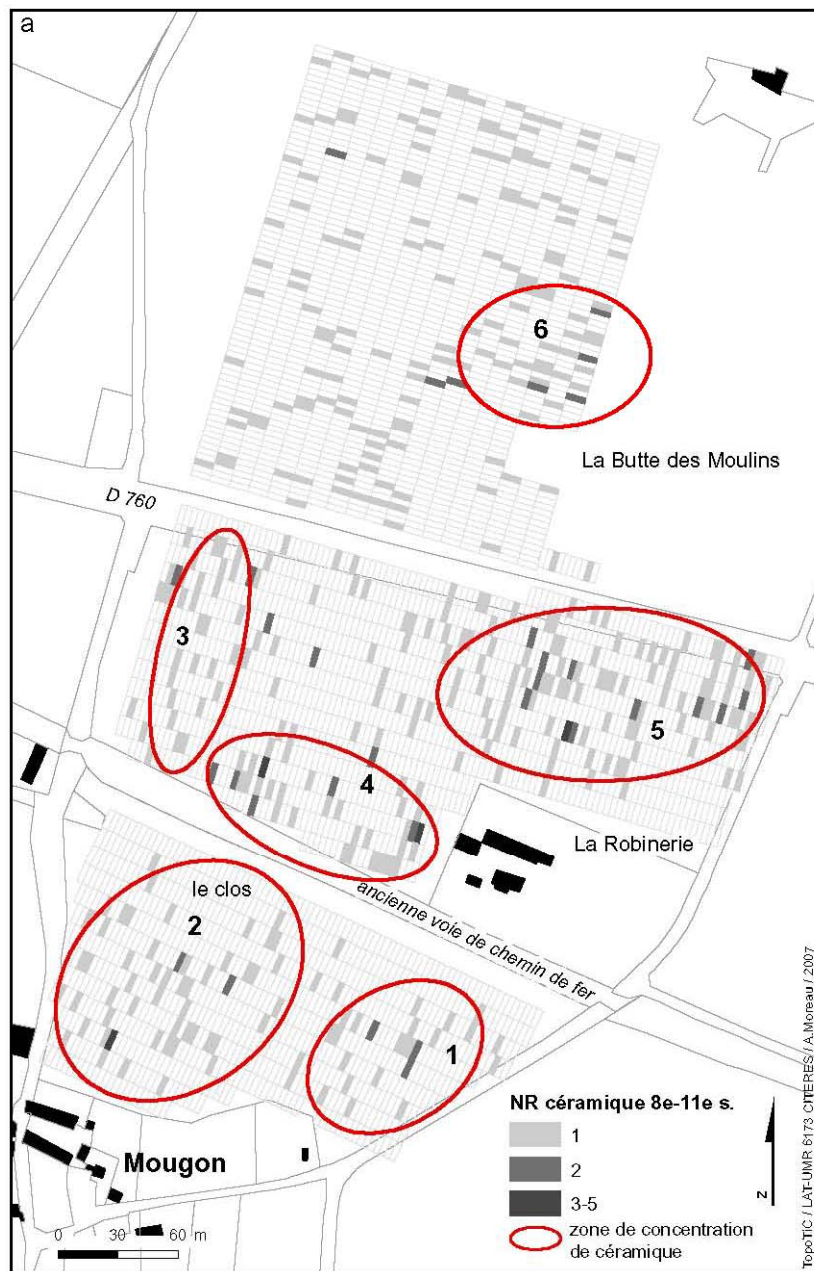 a
6
La Butte des Moulins
D 760
3
5
4
La Robinerie
le clos
2
ancienne voie de chemin de fer
1
NR céramique 8e-11e s.
1
2
3-5
zone de concentration
de céramique
Mougon
0 30 60 m
z
TopoTiC / LAT-UMR 6173 CITERES / A.Moreau / 2007